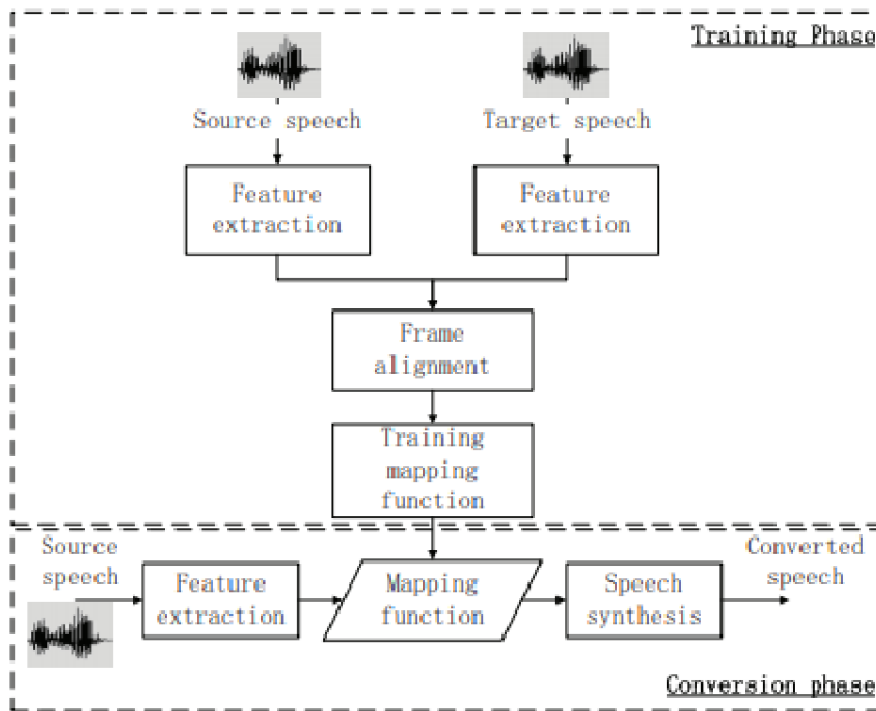 Training Phase
Source speech
Target speech
Feature
extraction
Feature
extraction
Frame
alignment
Training
mapping
function
Source
speech
Feature
extraction
Mapping
function
Speech
synthesis
Converted
speech
Conversion phase